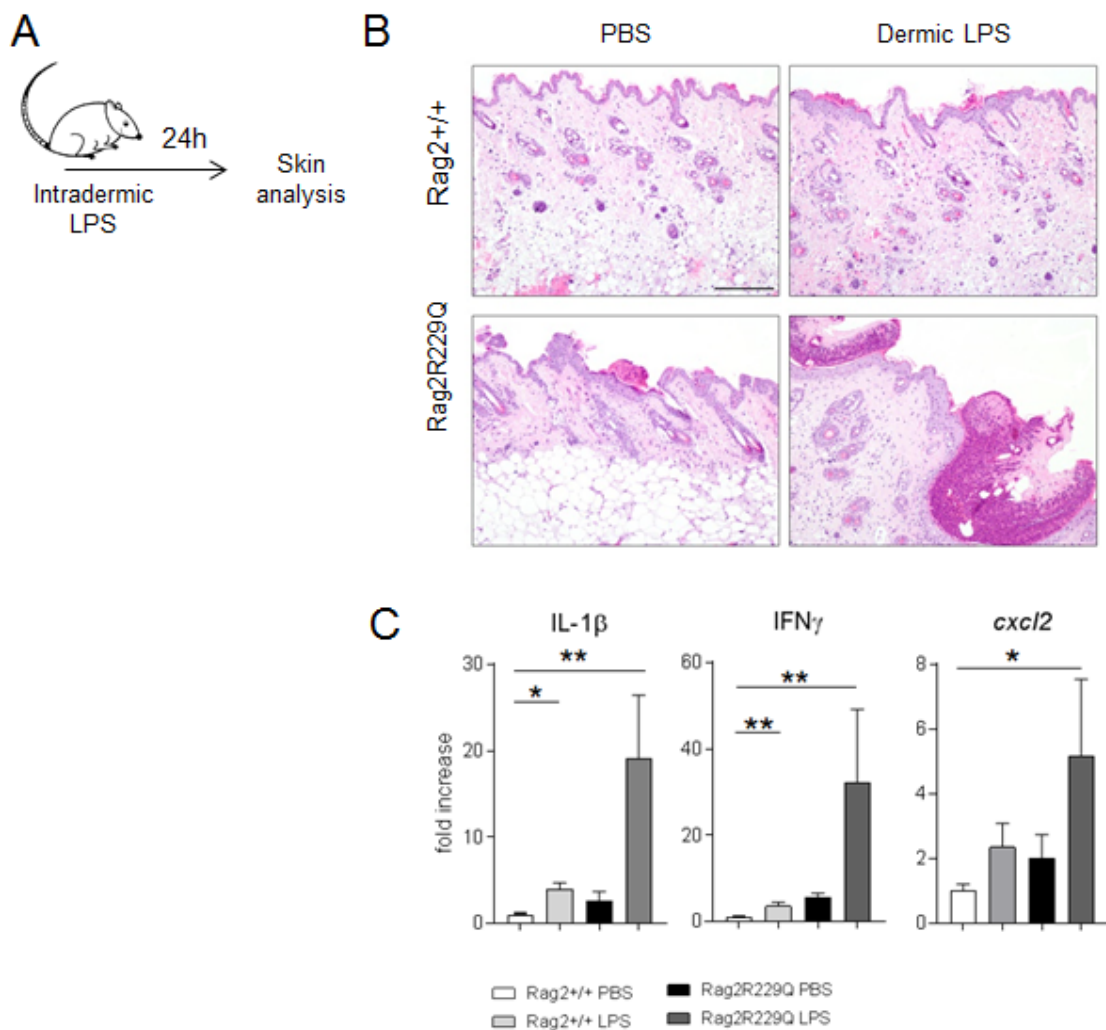 A
24h
Intradermic
LPS
Skin
analysis
B
PBS
Dermic LPS
Rag2+/+
Rag2R229Q
C
IL-1β
IFNγ
cxcl2
fold increase
30
20
10
0
**
*
60
40
20
0
**
**
8
6
4
2
0
*
Rag2+/+ PBS
Rag2R229Q PBS
Rag2+/+ LPS
Rag2R229Q LPS